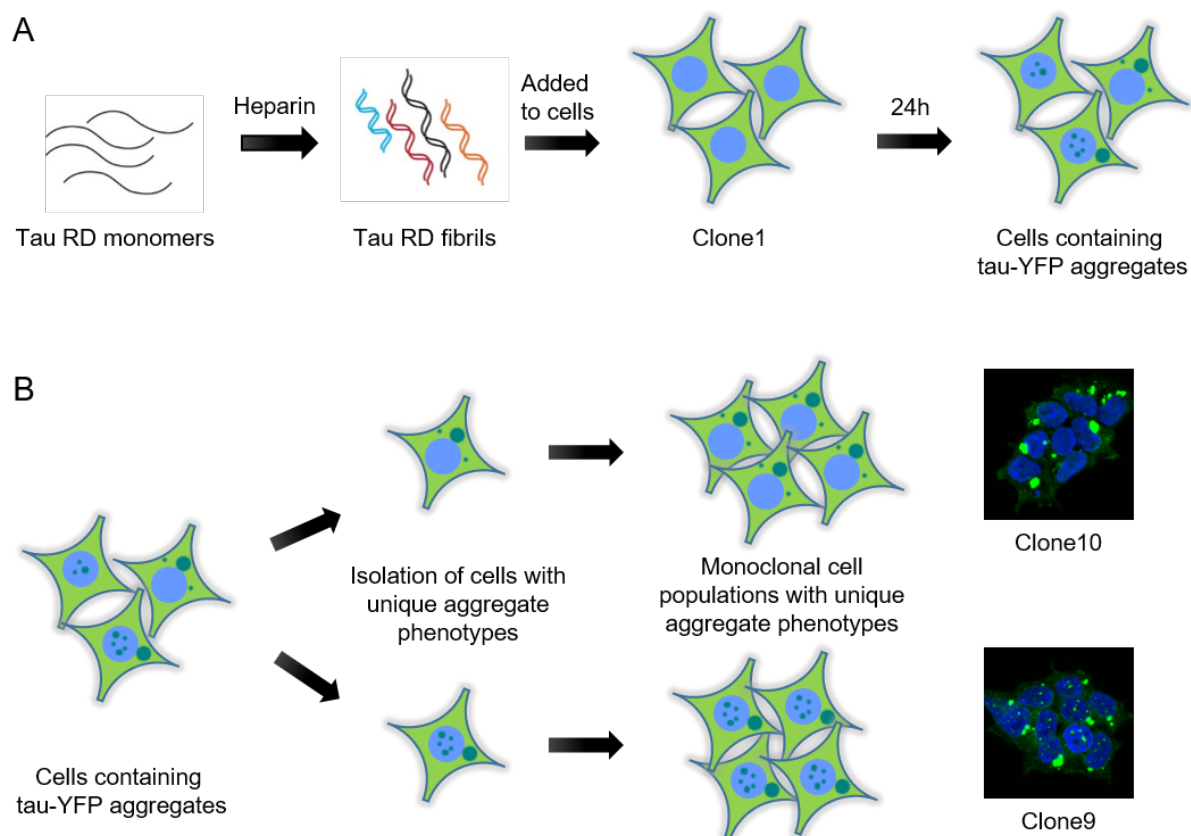 A
Heparin
Added
to cells
24h
Tau RD monomers
Tau RD fibrils
Clone1
Cells containing
tau-YFP aggregates
B
Clone10
Isolation of cells with
unique aggregate
phenotypes
Monoclonal cell
populations with unique
aggregate phenotypes
Cells containing
tau-YFP aggregates
Clone9